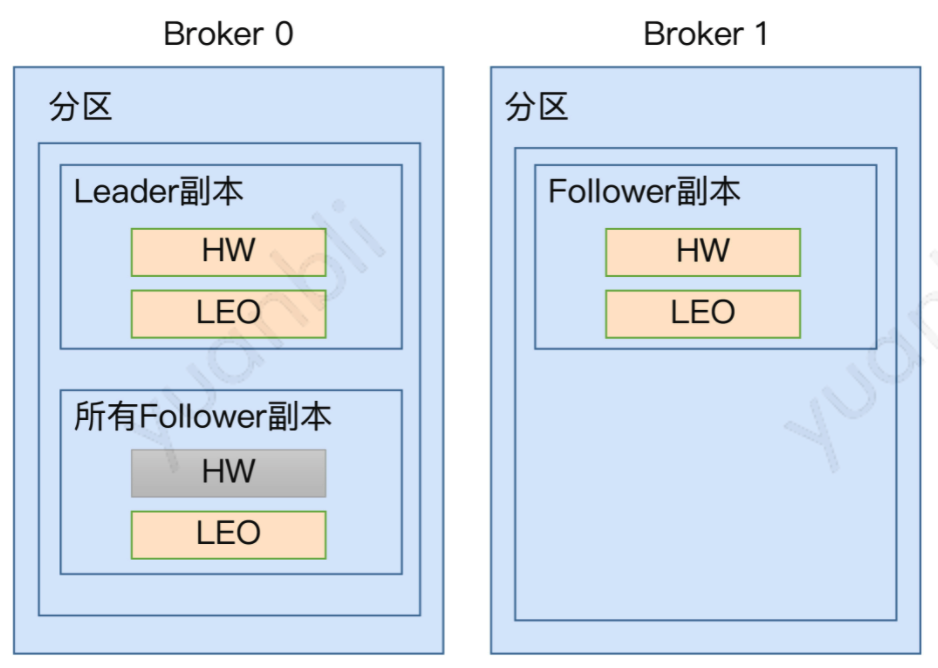 Broker 0
分区
Leader副本
HW
LEO
所有Follower副本
HW
LEO
Broker 1
分区
Follower副本
HW
LEO
yuanbli
yuan